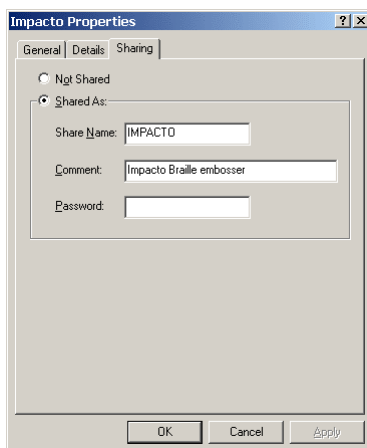 Impacto Properties
General Details Sharing
Not Shared
Shared As:
Share Name: IMPACTO
Comment: Impacto Braille embosser
Password:
OK Cancel Apply